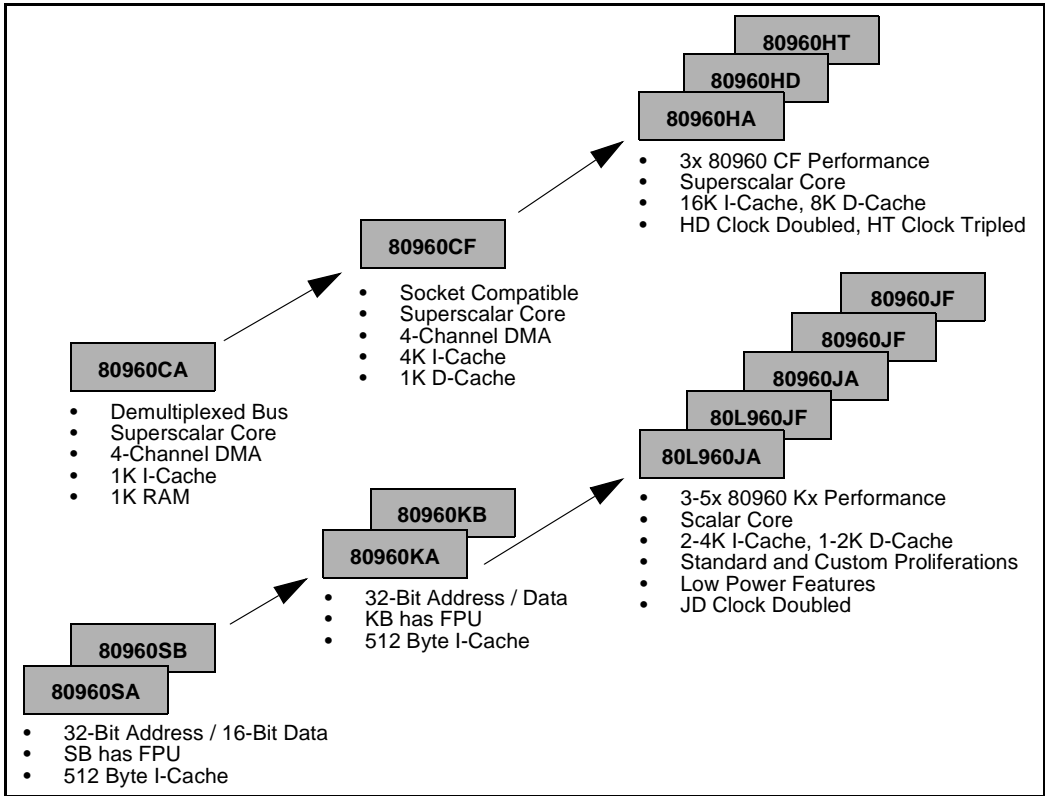 80960HT
80960HD
80960HA
• 3x 80960 CF Performance
• Superscalar Core
• 16K I-Cache, 8K D-Cache
• HD Clock Doubled, HT Clock Tripled
80960CF
• Socket Compatible
• Superscalar Core
• 4-Channel DMA
• 4K I-Cache
• 1K D-Cache
80960CA
• Demultiplexed Bus
• Superscalar Core
• 4-Channel DMA
• 1K I-Cache
• 1K RAM
80960JF
80960JF
80960JA
80L960JF
80L960JA
• 3-5x 80960 Kx Performance
• Scalar Core
• 2-4K I-Cache, 1-2K D-Cache
• Standard and Custom Proliferations
• Low Power Features
• JD Clock Doubled
80960KB
80960KA
• 32-Bit Address / Data
• KB has FPU
• 512 Byte I-Cache
80960SB
80960SA
• 32-Bit Address / 16-Bit Data
• SB has FPU
• 512 Byte I-Cache